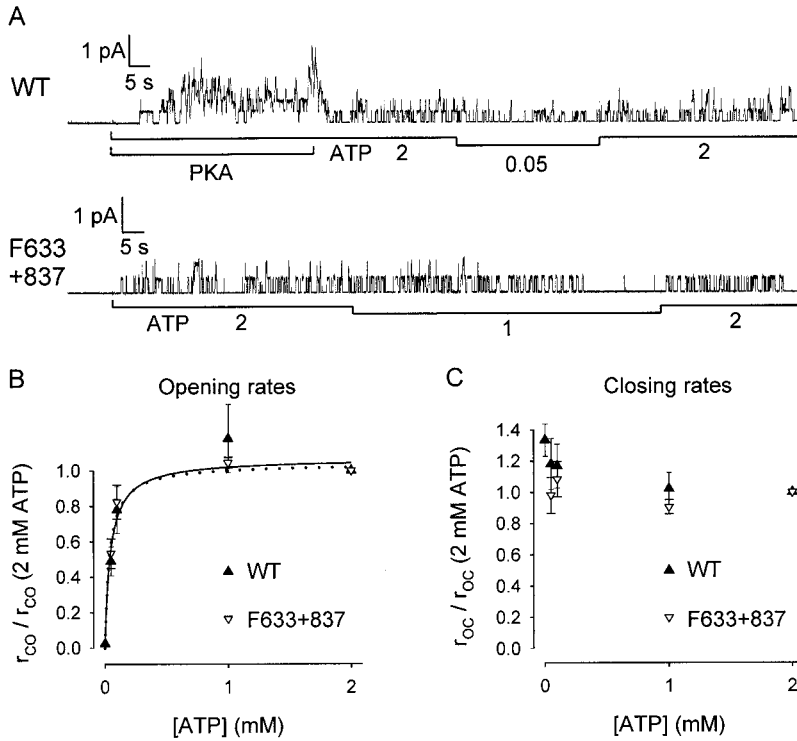 A
1 pA
5 s
WT
ATP 2 0.05 2
PKA
1 pA
5 s
F633
+837
ATP 2 1 2
B
Opening rates
r_CO / r_CO (2 mM ATP)
1.0
0.8
0.6
0.4
0.2
0.0
WT
F633+837
0 1 2
[ATP] (mM)
C
Closing rates
r_OC / r_OC (2 mM ATP)
1.4
1.2
1.0
0.8
0.6
0.4
0.2
0.0
WT
F633+837
0 1 2
[ATP] (mM)